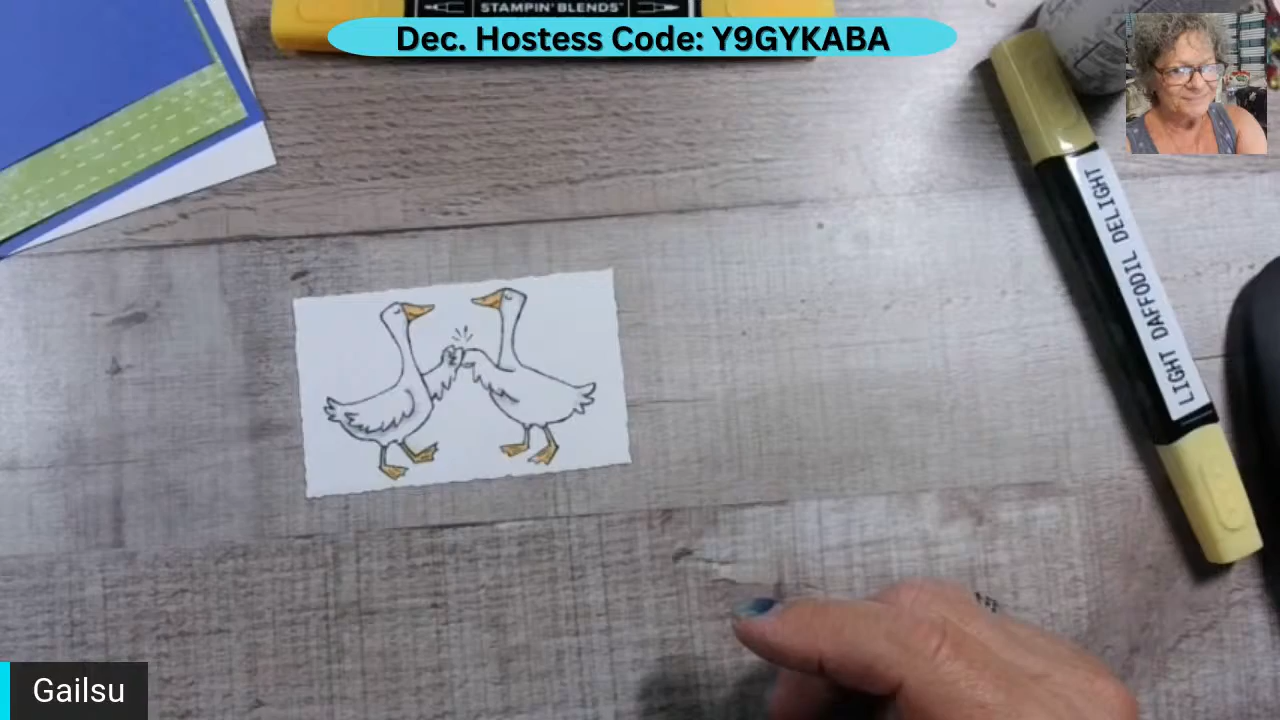 STAMPIN' BLENDS
Dec. Hostess Code: Y9GYKABA
LIGHT DAFFODIL DELIGHT
Gailsu